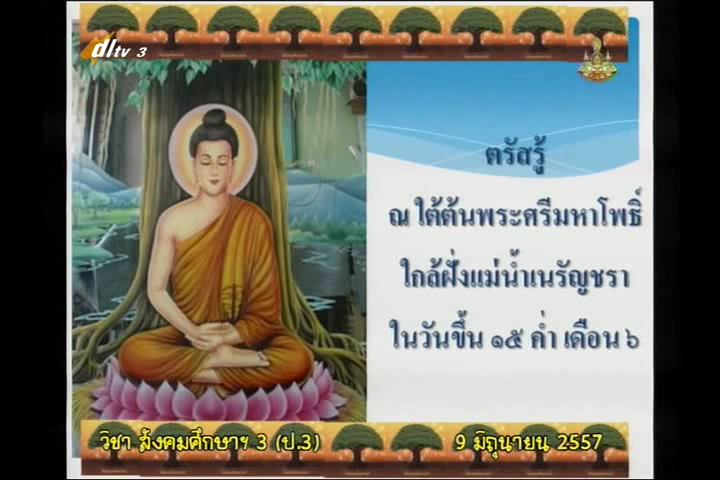 dltv 3
ตรัสรู้
ณ ใต้ต้นพระศรีมหาโพธิ์
ใกล้ฝั่งแม่น้ำเนรัญชรา
ในวันขึ้น ๑๕ ค่ำ เดือน ๖
วิชา สังคมศึกษาฯ 3 (ป.3) 9 มิถุนายน 2557